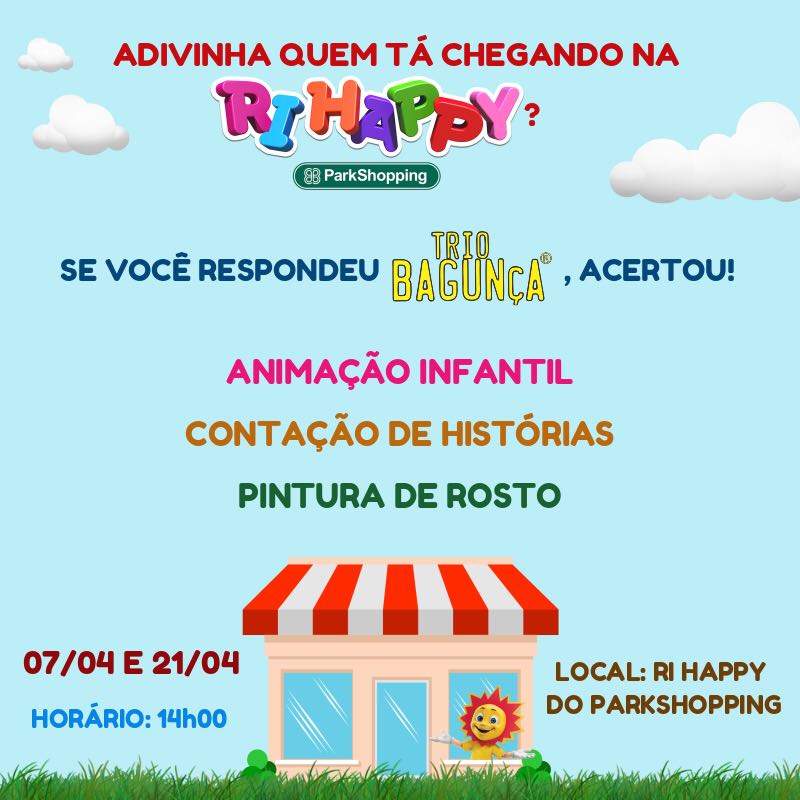 ADIVINHA QUEM TÁ CHEGANDO NA
RI HAPPY?
ParkShopping
SE VOCÊ RESPONDEU TRIO BAGUNÇA®, ACERTOU!
ANIMAÇÃO INFANTIL
CONTAÇÃO DE HISTÓRIAS
PINTURA DE ROSTO
07/04 E 21/04
HORÁRIO: 14h00
LOCAL: RI HAPPY
DO PARKSHOPPING